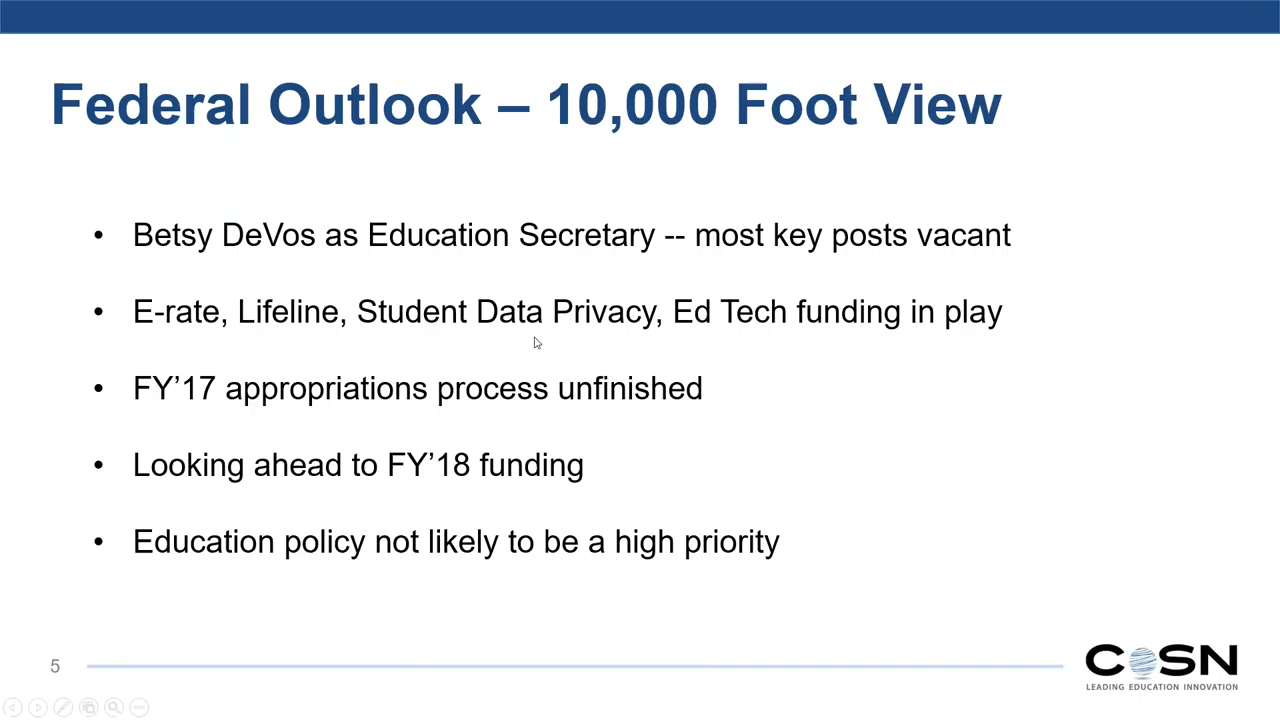 Federal Outlook – 10,000 Foot View
• Betsy DeVos as Education Secretary -- most key posts vacant
• E-rate, Lifeline, Student Data Privacy, Ed Tech funding in play
• FY’17 appropriations process unfinished
• Looking ahead to FY’18 funding
• Education policy not likely to be a high priority
5
COSN
LEADING EDUCATION INNOVATION